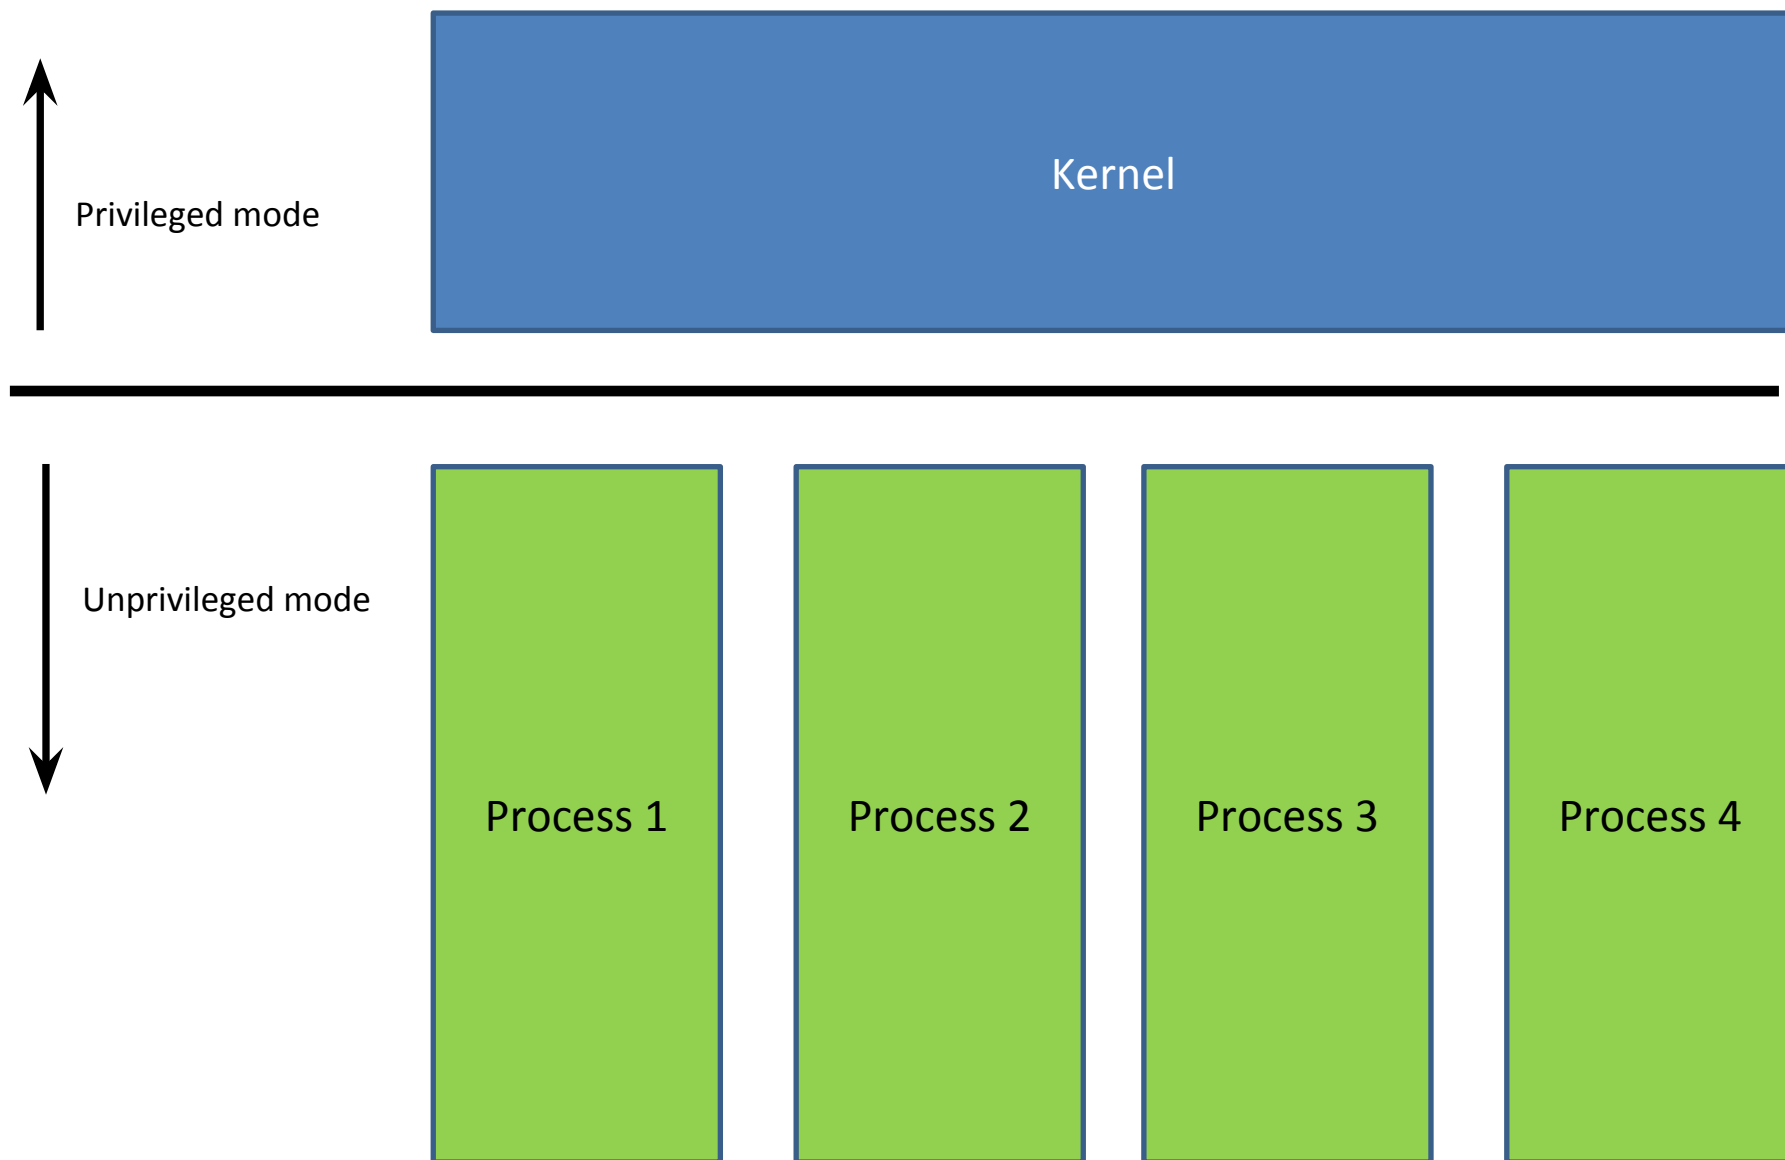 Kernel
Privileged mode
Unprivileged mode
Process 1
Process 2
Process 3
Process 4